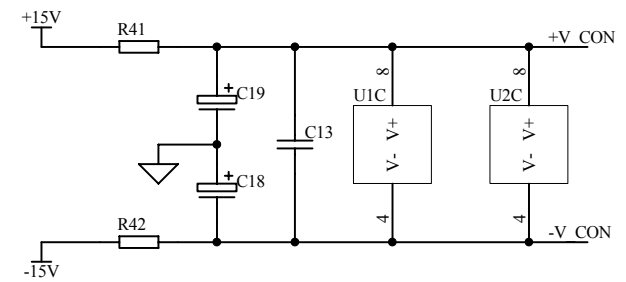 +15V
R41
+V_CON
8
8
+
C19
U1C
U2C
C13
V- V+
V- V+
+
C18
4
4
R42
-V_CON
-15V